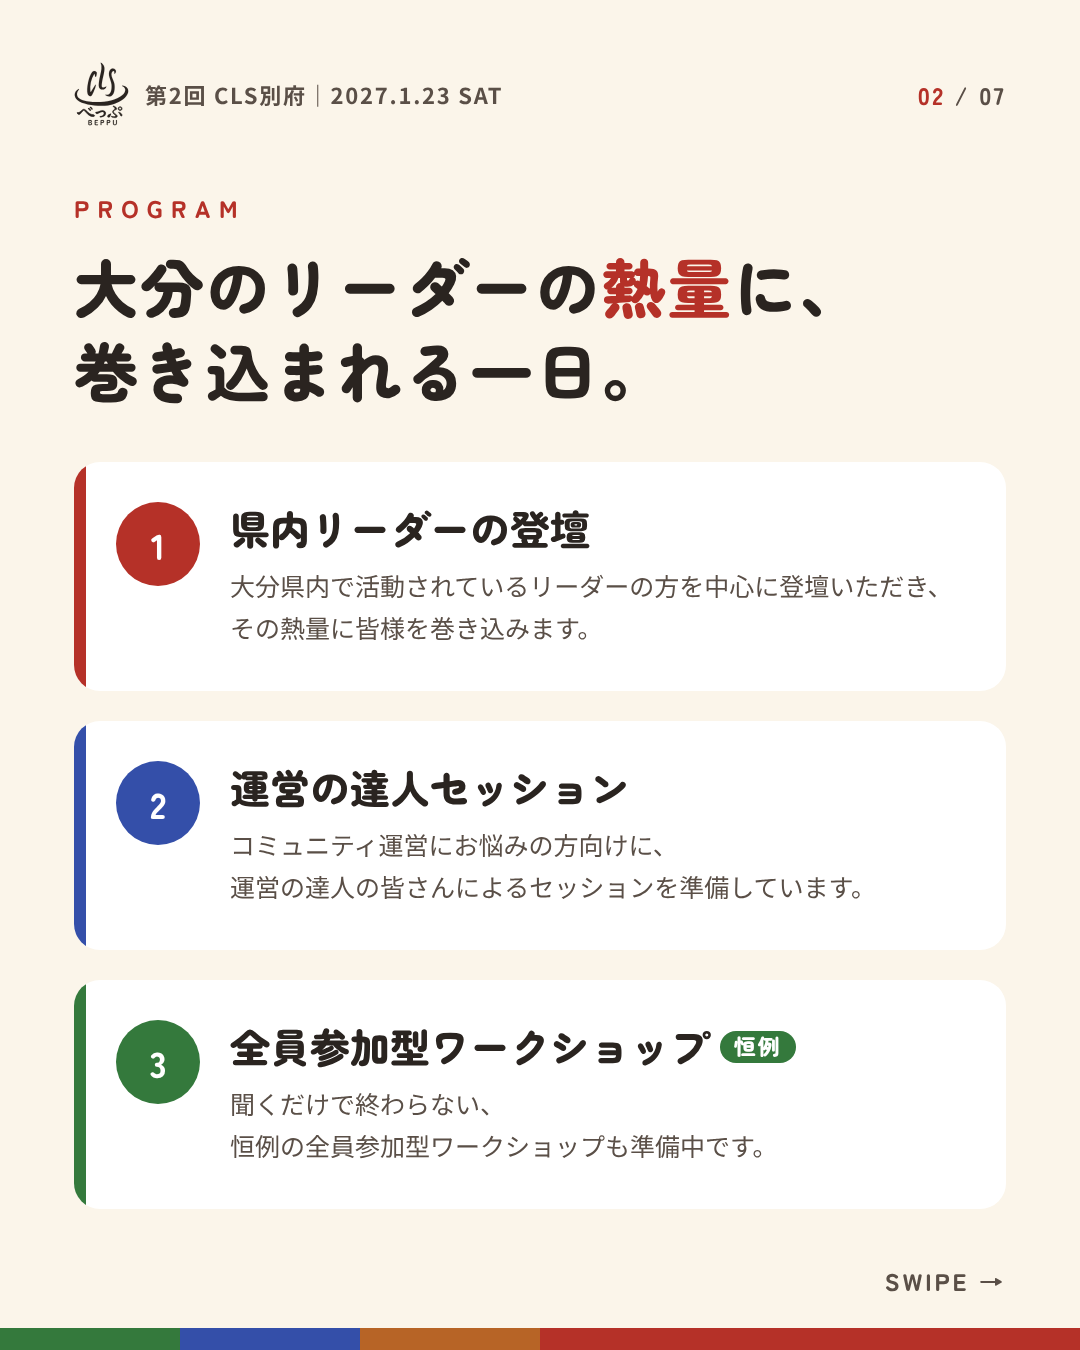 CLS
べっぷ
BEPPU
第2回 CLS別府｜2027.1.23 SAT
02 / 07
PROGRAM
大分のリーダーの熱量に、
巻き込まれる一日。
1
県内リーダーの登壇
大分県内で活動されているリーダーの方を中心に登壇いただき、
その熱量に皆様を巻き込みます。
2
運営の達人セッション
コミュニティ運営にお悩みの方向けに、
運営の達人の皆さんによるセッションを準備しています。
3
全員参加型ワークショップ 恒例
聞くだけで終わらない、
恒例の全員参加型ワークショップも準備中です。
SWIPE →